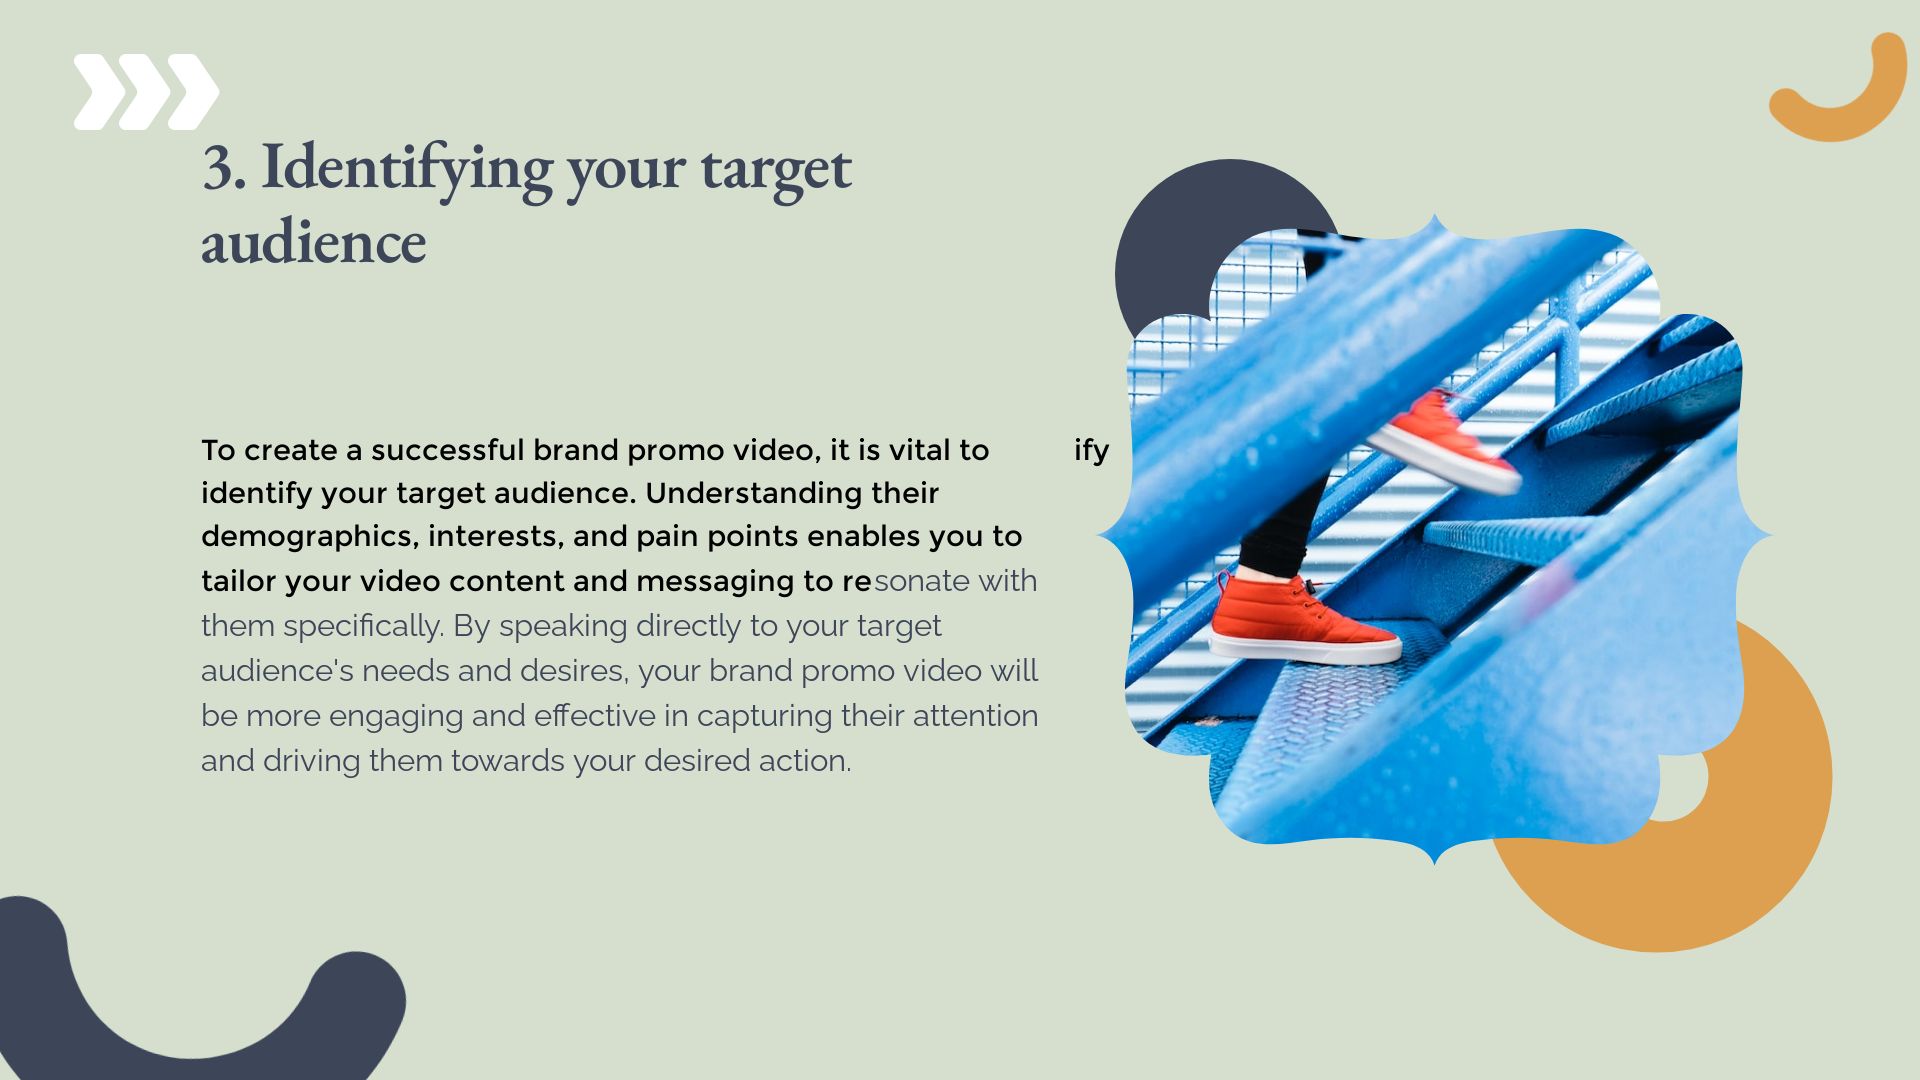 3. Identifying your target
audience
To create a successful brand promo video, it is vital to ify
identify your target audience. Understanding their
demographics, interests, and pain points enables you to
tailor your video content and messaging to resonate with
them specifically. By speaking directly to your target
audience's needs and desires, your brand promo video will
be more engaging and effective in capturing their attention
and driving them towards your desired action.